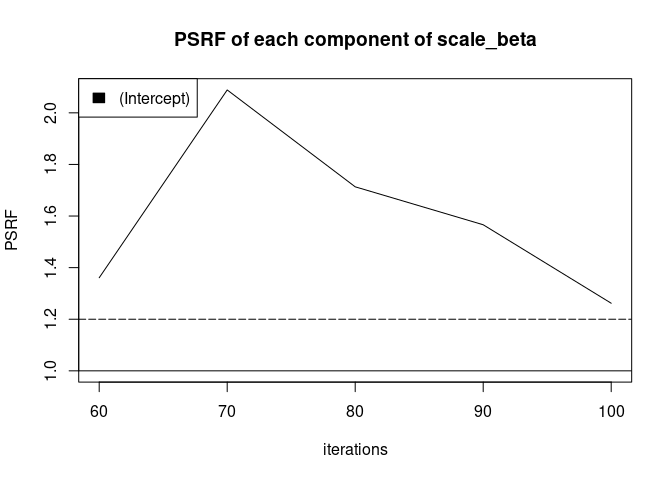 PSRF of each component of scale_beta
(Intercept)
PSRF
2.0
1.8
1.6
1.4
1.2
1.0
60 70 80 90 100
iterations